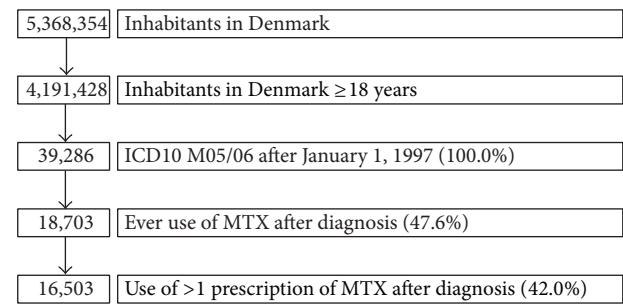 5,368,354 Inhabitants in Denmark
4,191,428 Inhabitants in Denmark ≥18 years
39,286 ICD10 M05/06 after January 1, 1997 (100.0%)
18,703 Ever use of MTX after diagnosis (47.6%)
16,503 Use of >1 prescription of MTX after diagnosis (42.0%)